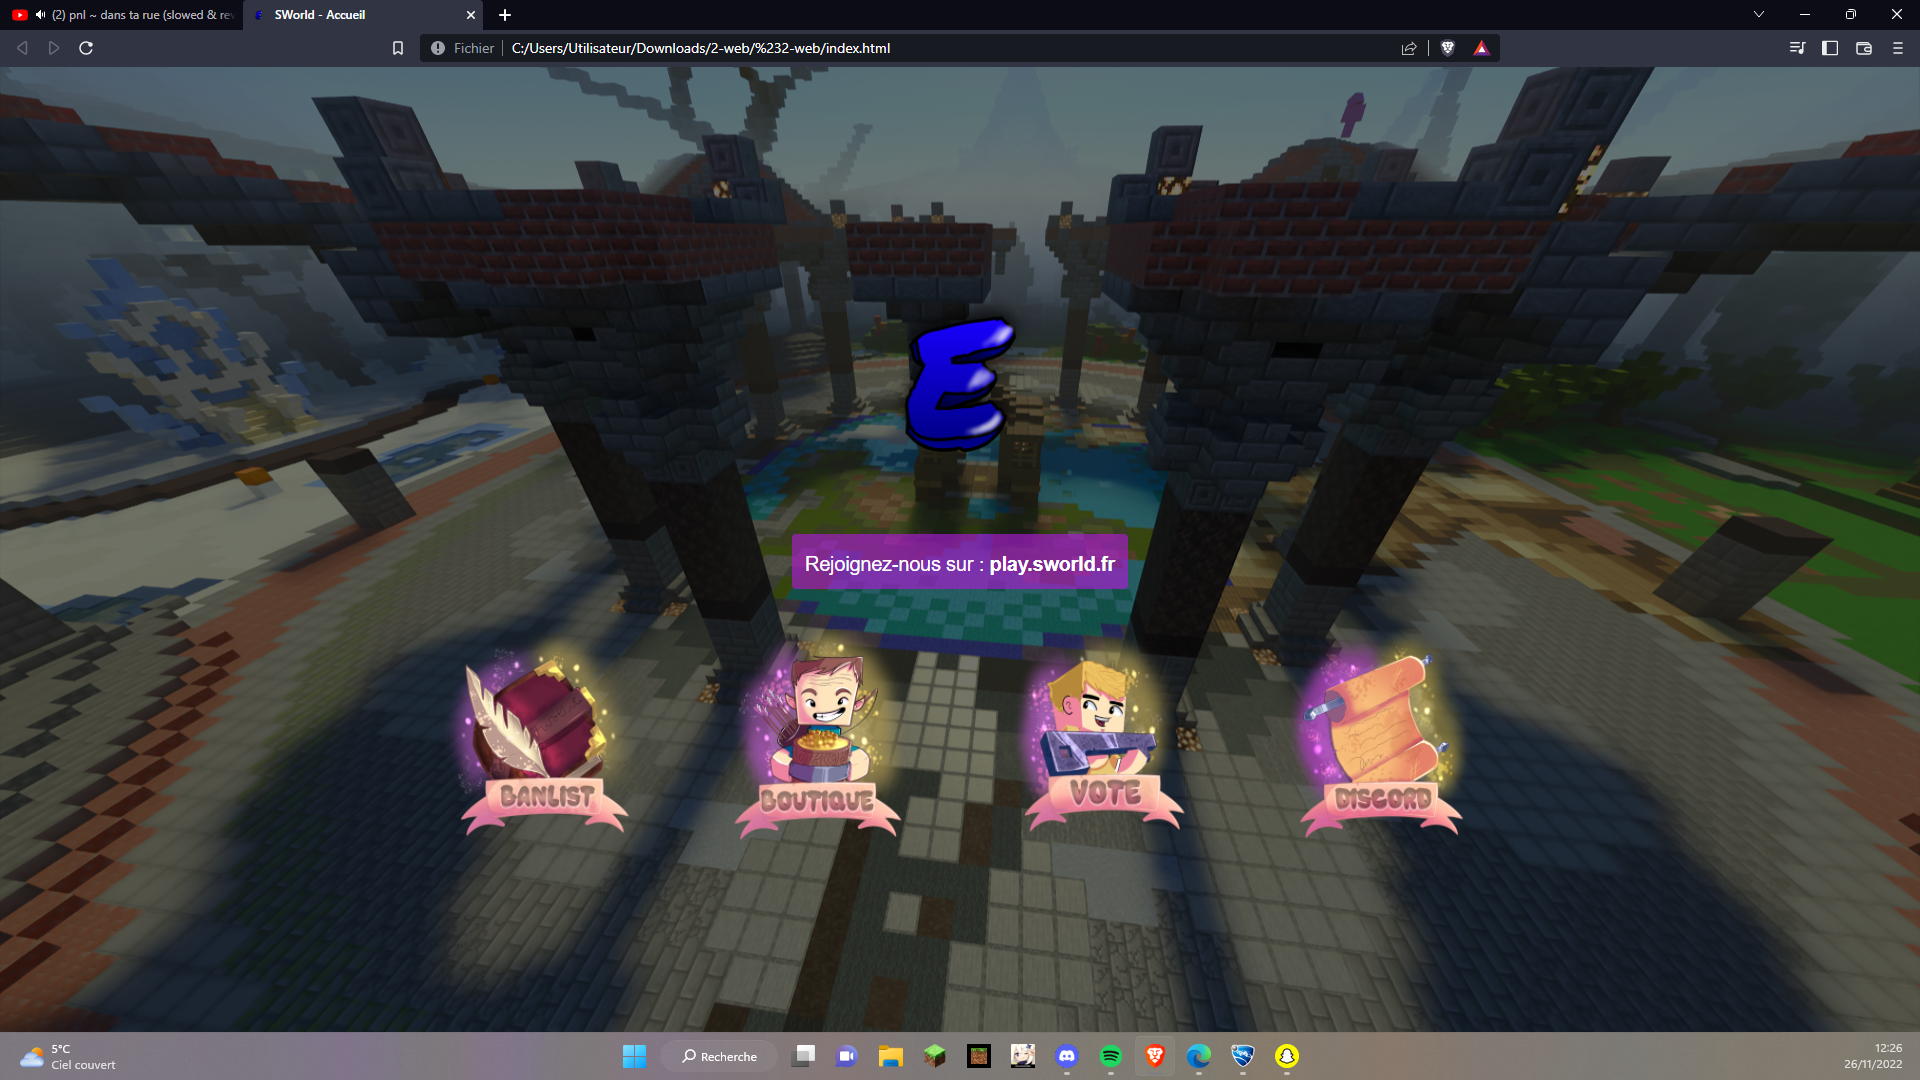 (2) pnl ~ dans ta rue (slowed & rev
SWorld - Accueil
Fichier
C:/Users/Utilisateur/Downloads/2-web/%232-web/index.html
E
Rejoignez-nous sur : play.sworld.fr
BANLIST
BOUTIQUE
VOTE
DISCORD
5°C
Ciel couvert
Recherche
12:26
26/11/2022